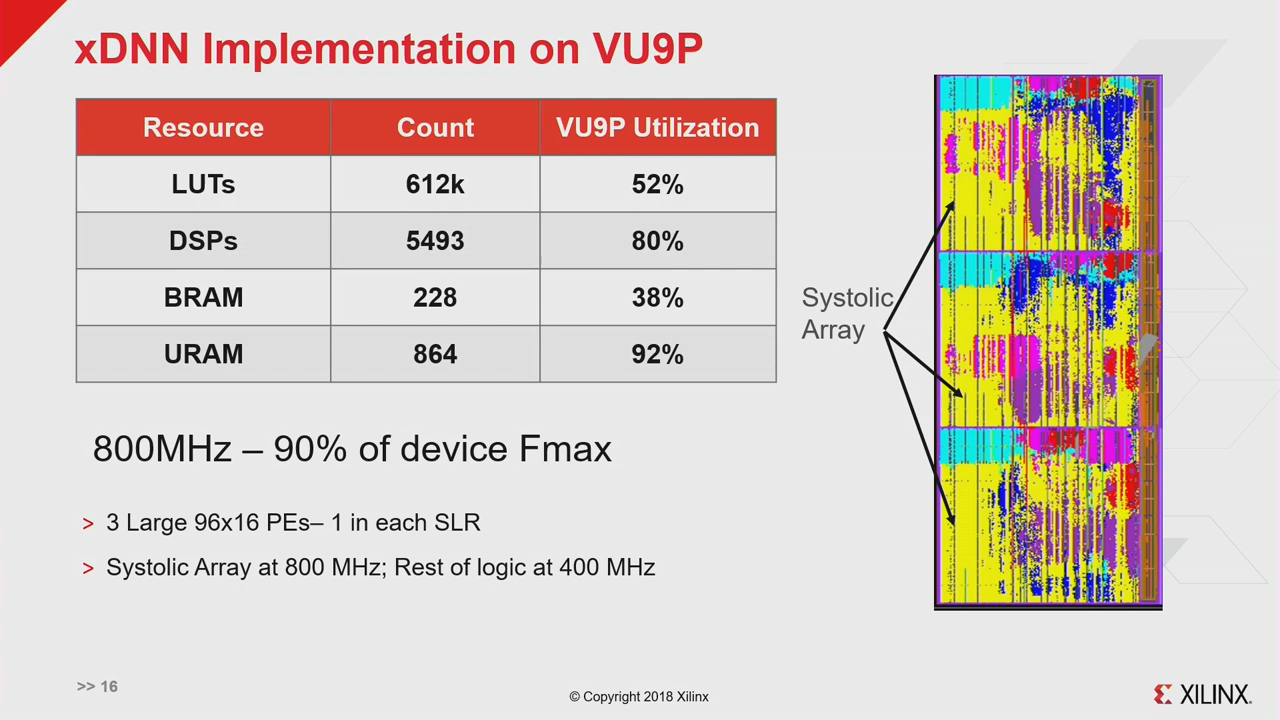 xDNN Implementation on VU9P
Resource Count VU9P Utilization
LUTs 612k 52%
DSPs 5493 80%
BRAM 228 38%
URAM 864 92%
Systolic
Array
800MHz – 90% of device Fmax
> 3 Large 96x16 PEs– 1 in each SLR
> Systolic Array at 800 MHz; Rest of logic at 400 MHz
>> 16
© Copyright 2018 Xilinx
XILINX.